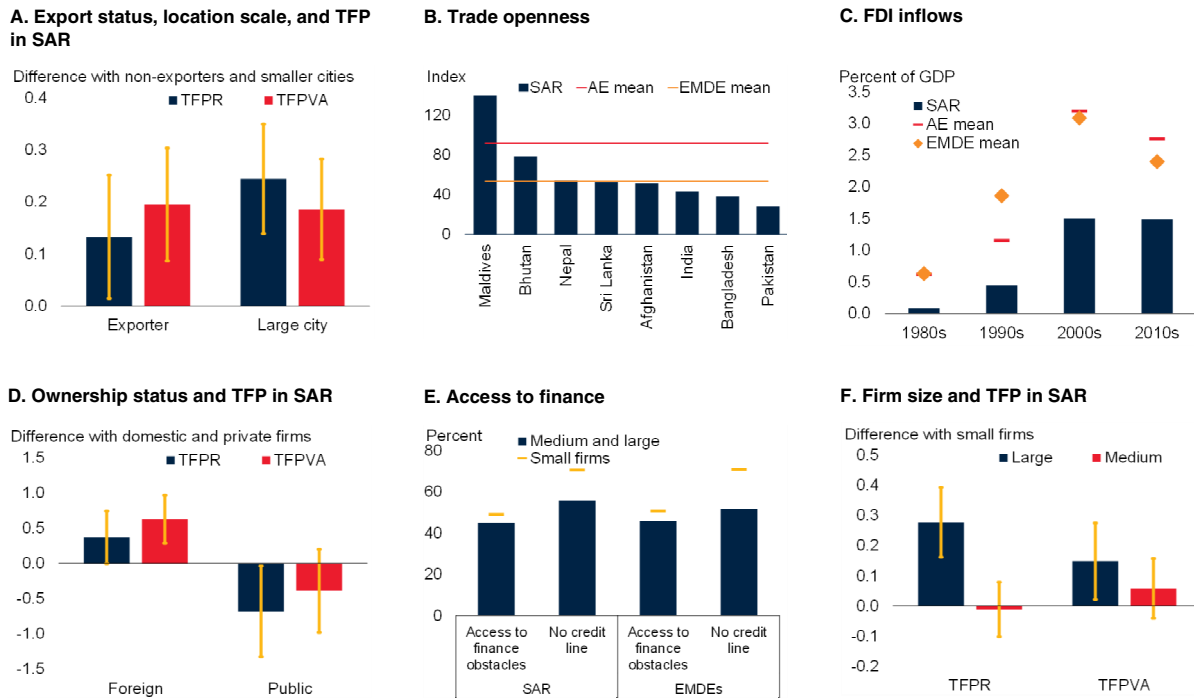 A. Export status, location scale, and TFP
in SAR
Difference with non-exporters and smaller cities
TFPR TFPVA
0.4
0.3
0.2
0.1
0.0
Exporter Large city
B. Trade openness
Index
SAR AE mean EMDE mean
120
80
40
0
Maldives
Bhutan
Nepal
Sri Lanka
Afghanistan
India
Bangladesh
Pakistan
C. FDI inflows
Percent of GDP
3.5
3.0
2.5
2.0
1.5
1.0
0.5
0.0
SAR
AE mean
EMDE mean
1980s 1990s 2000s 2010s
D. Ownership status and TFP in SAR
Difference with domestic and private firms
TFPR TFPVA
1.5
1.0
0.5
0.0
-0.5
-1.0
-1.5
Foreign Public
E. Access to finance
Percent
Medium and large
Small firms
80
60
40
20
0
Access to
finance
obstacles
No credit
line
Access to
finance
obstacles
No credit
line
SAR EMDEs
F. Firm size and TFP in SAR
Difference with small firms
Large Medium
0.5
0.4
0.3
0.2
0.1
0.0
-0.1
-0.2
TFPR TFPVA